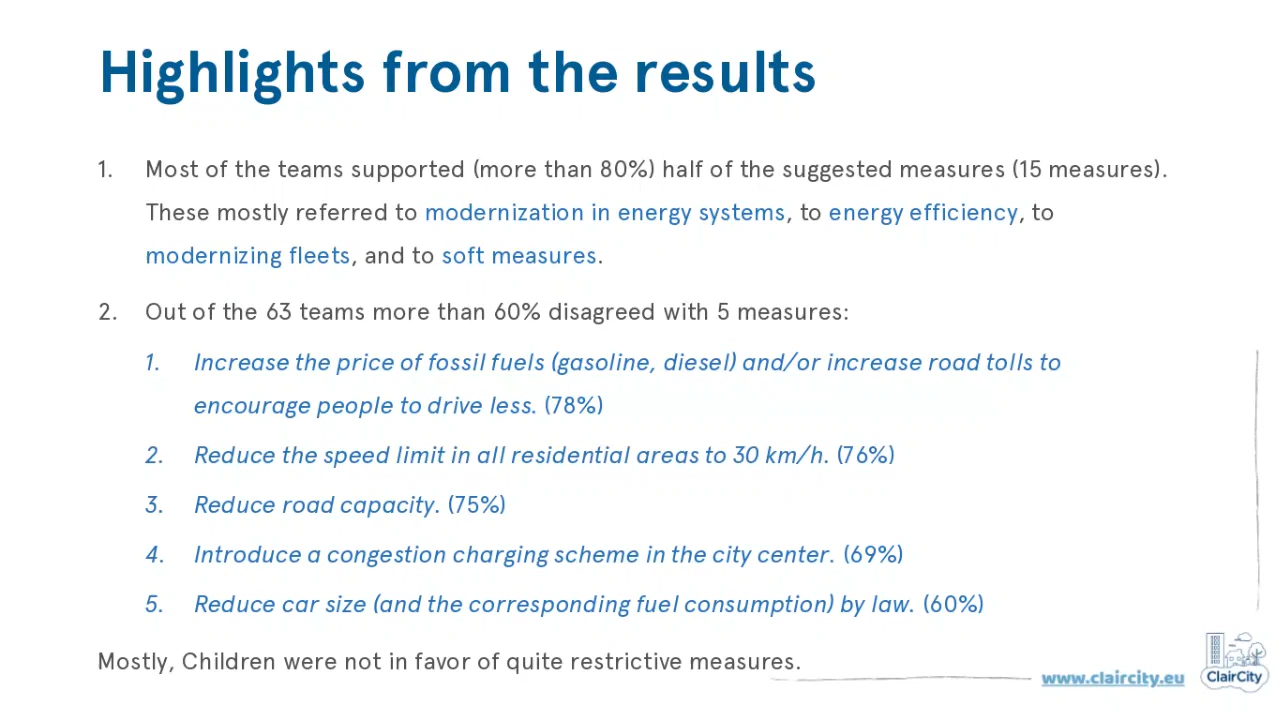 Highlights from the results
1. Most of the teams supported (more than 80%) half of the suggested measures (15 measures).
These mostly referred to modernization in energy systems, to energy efficiency, to
modernizing fleets, and to soft measures.
2. Out of the 63 teams more than 60% disagreed with 5 measures:
1. Increase the price of fossil fuels (gasoline, diesel) and/or increase road tolls to
encourage people to drive less. (78%)
2. Reduce the speed limit in all residential areas to 30 km/h. (76%)
3. Reduce road capacity. (75%)
4. Introduce a congestion charging scheme in the city center. (69%)
5. Reduce car size (and the corresponding fuel consumption) by law. (60%)
Mostly, Children were not in favor of quite restrictive measures.
www.claircity.eu
ClairCity